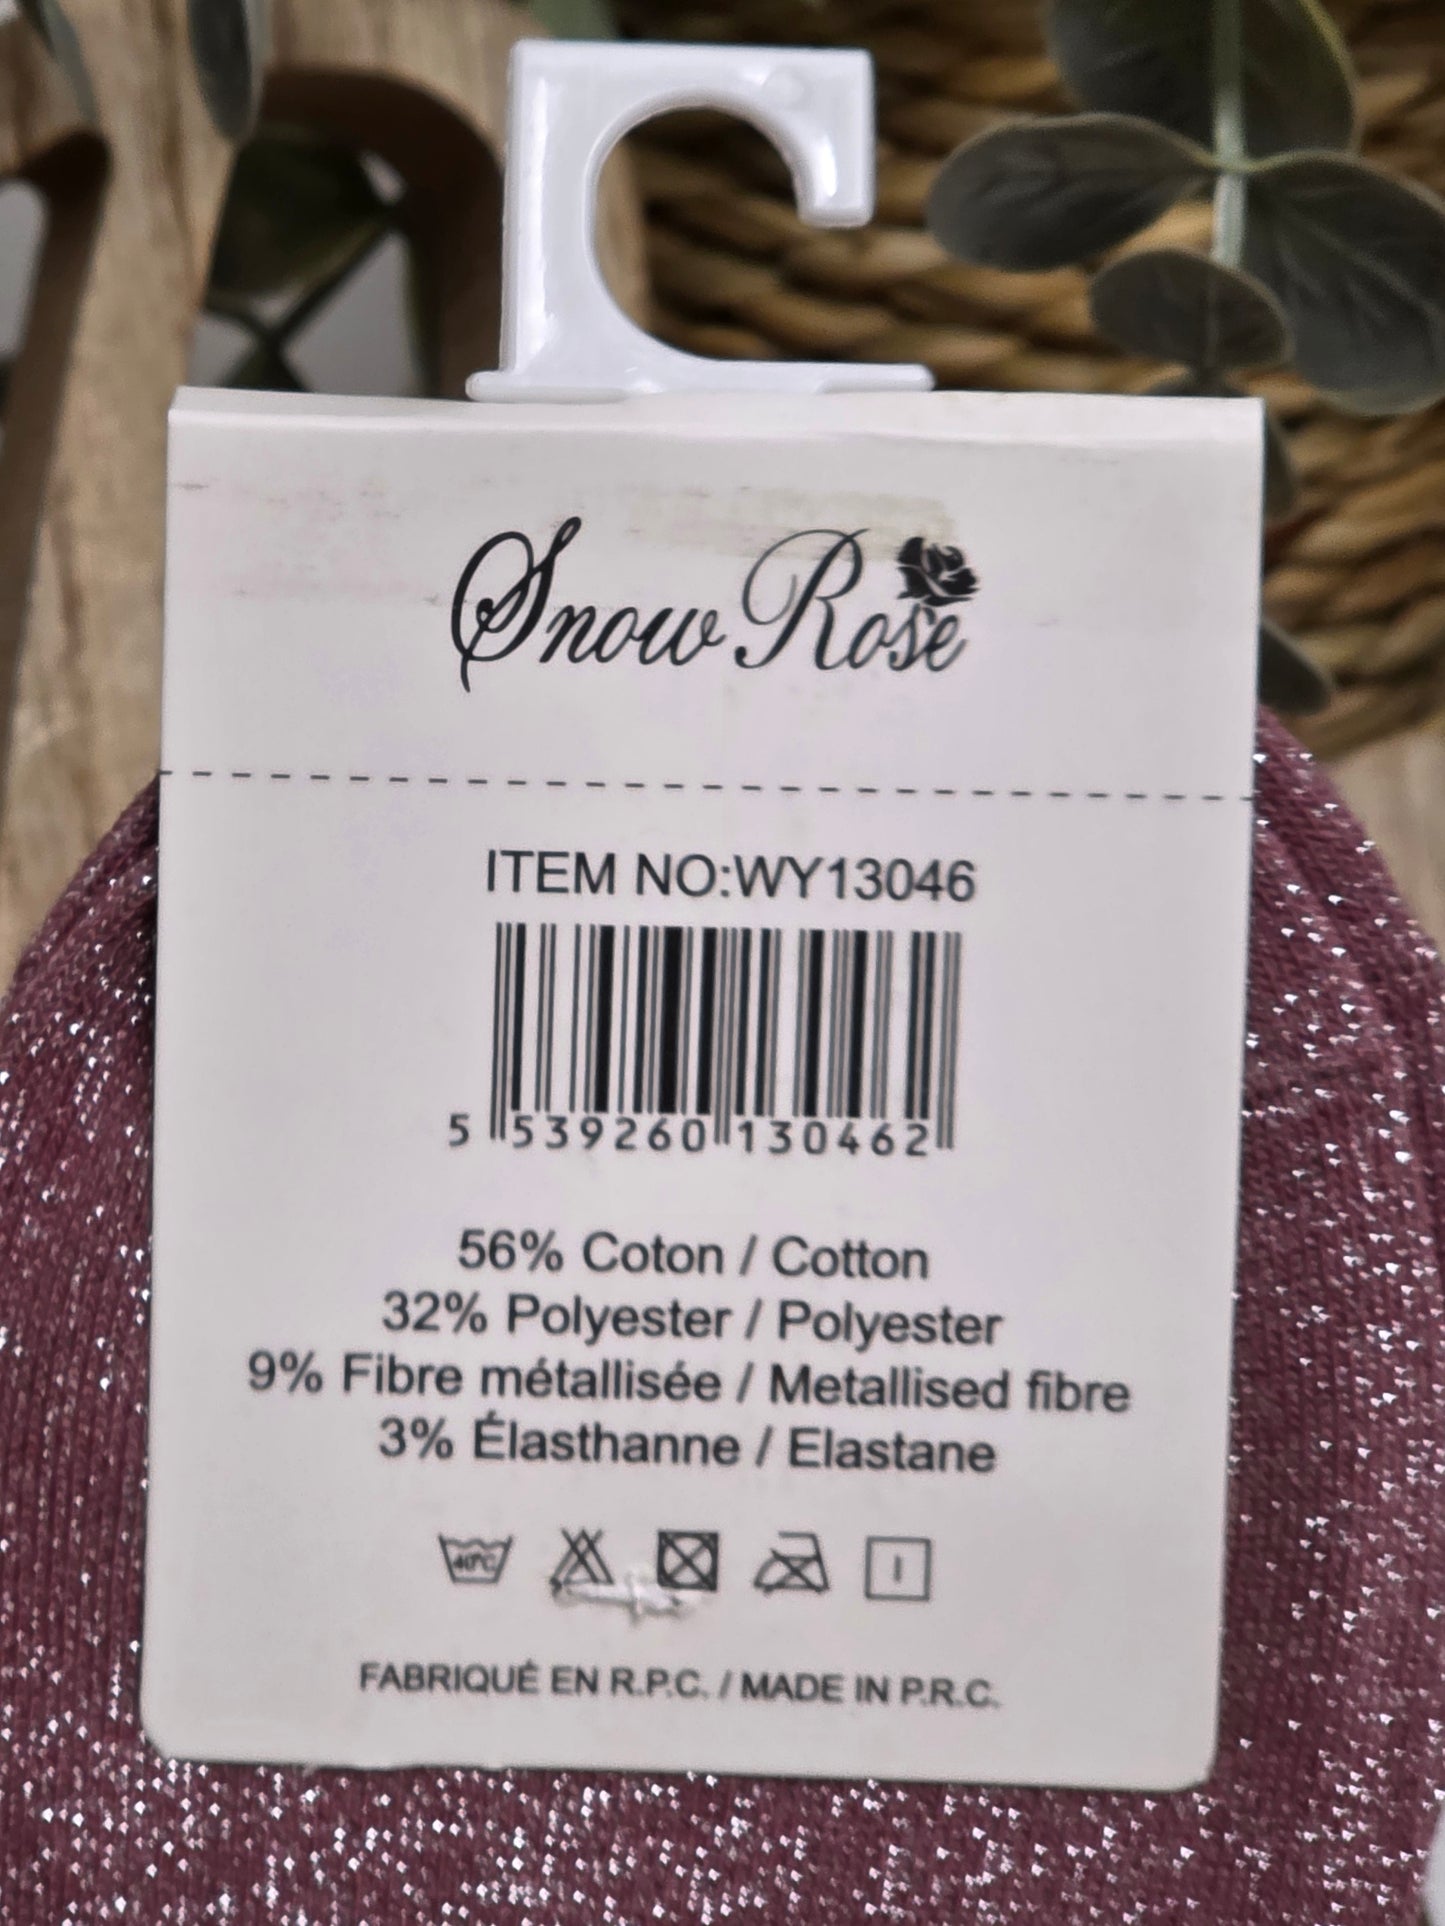 Snow Rose
ITEM NO:WY13046
5 539260 130462
56% Coton / Cotton
32% Polyester / Polyester
9% Fibre métallisée / Metallised fibre
3% Élasthanne / Elastane
40°C
FABRIQUÉ EN R.P.C. / MADE IN P.R.C.